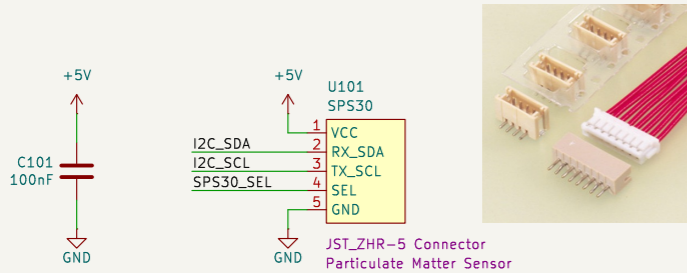 +5V
C101
100nF
GND
+5V
U101
SPS30
I2C_SDA
I2C_SCL
SPS30_SEL
1 VCC
2 RX_SDA
3 TX_SCL
4 SEL
5 GND
GND
JST_ZHR-5 Connector
Particulate Matter Sensor